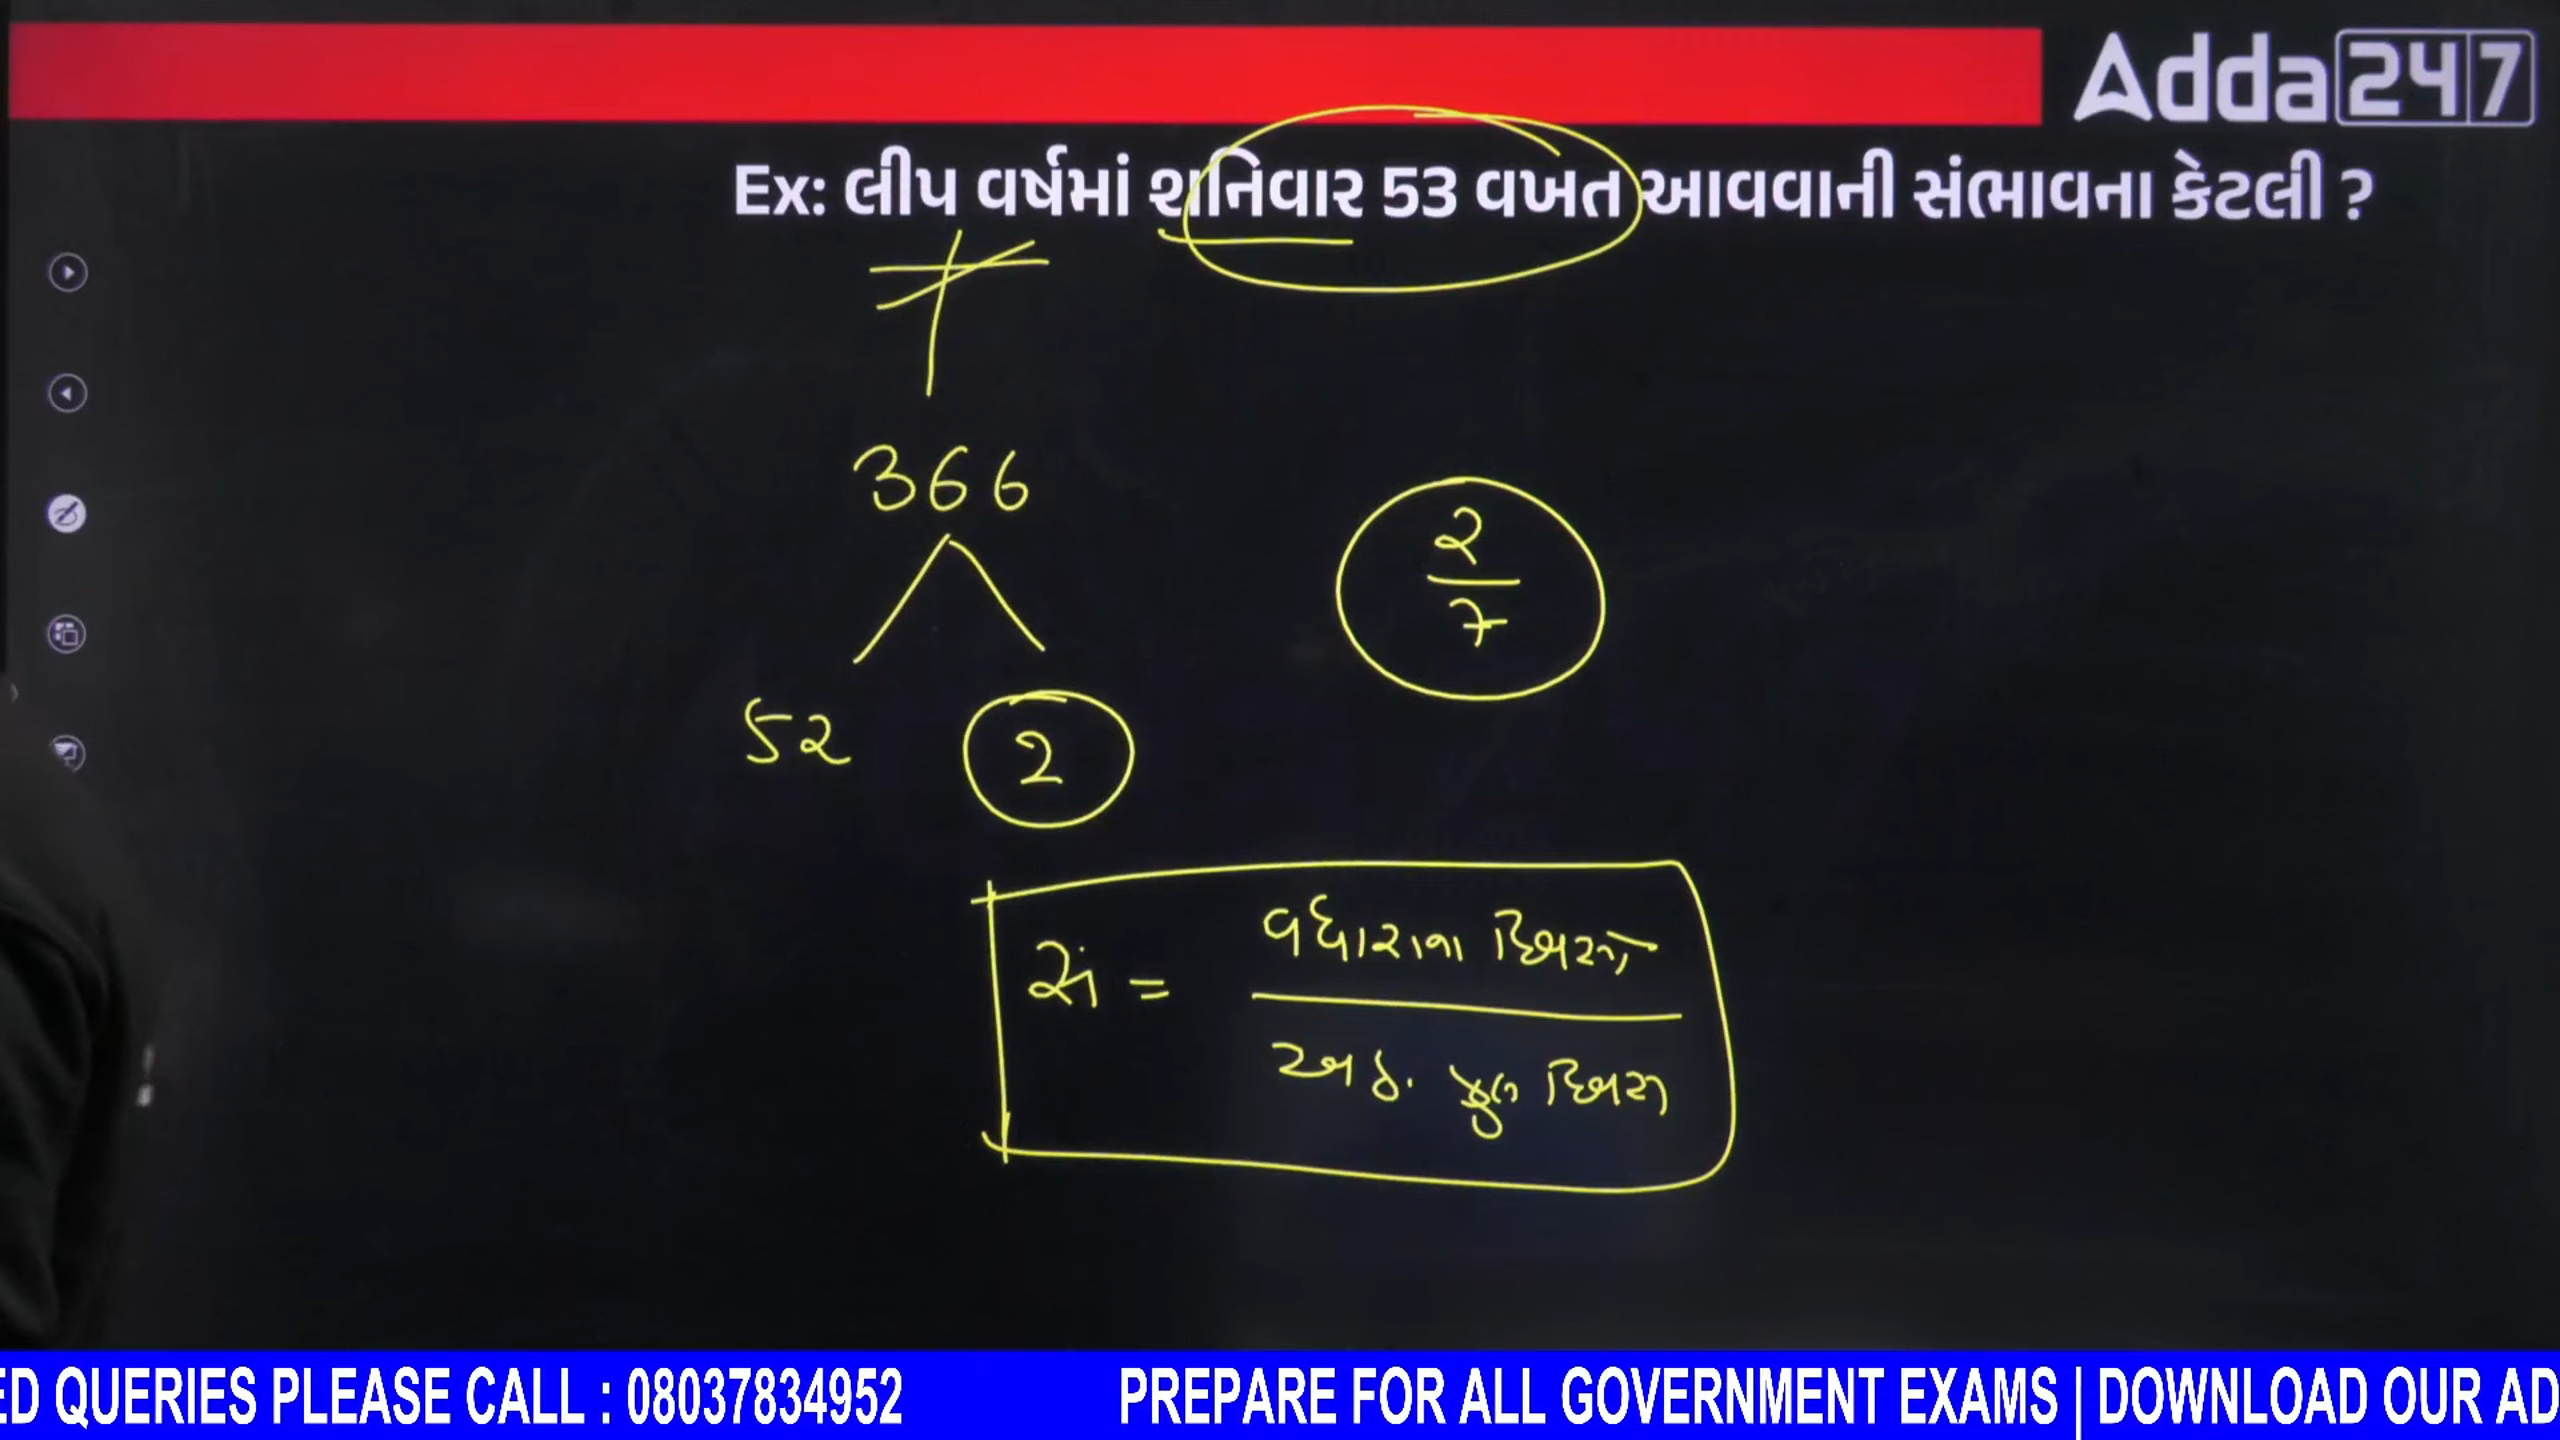 Adda247
Ex: લીપ વર્ષમાં શનિવાર 53 વખત આવવાની સંભાવના કેટલી ?
366
2
7
52
2
સં =
વધારાના દિવસો
અઠ. કુલ દિવસ
ED QUERIES PLEASE CALL : 08037834952 PREPARE FOR ALL GOVERNMENT EXAMS | DOWNLOAD OUR AD